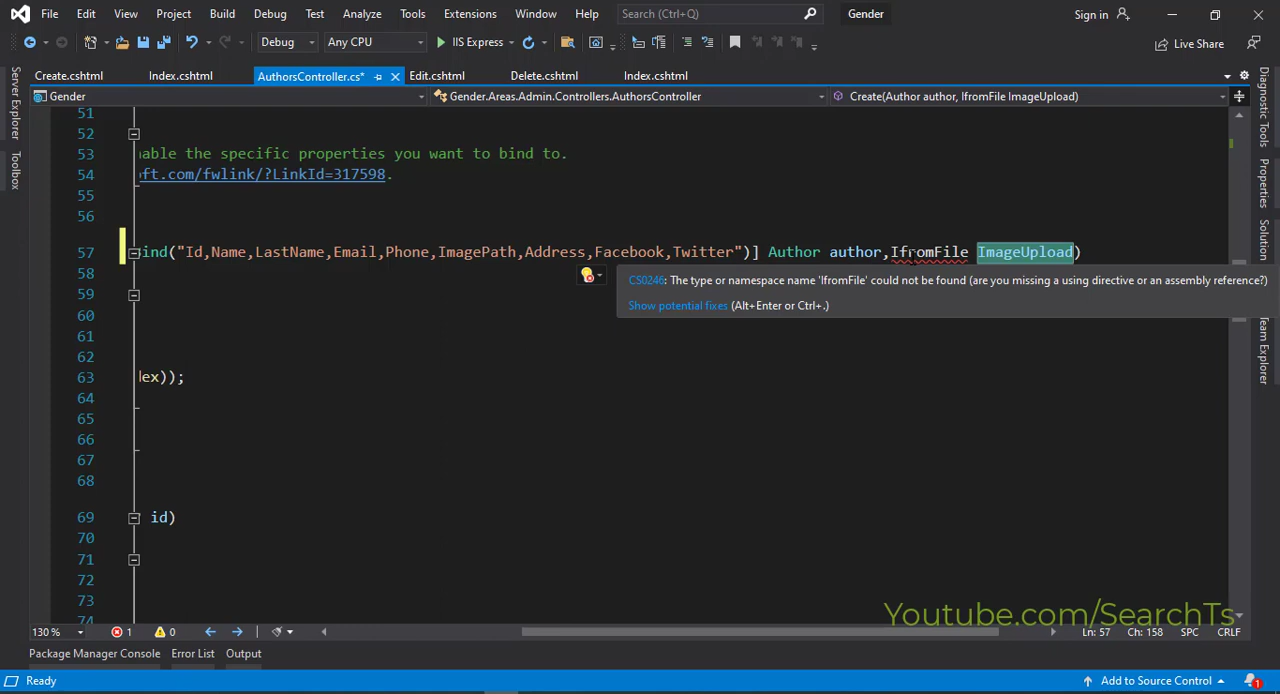 File Edit View Project Build Debug Test Analyze Tools Extensions Window Help Search (Ctrl+Q) Gender Sign in
Debug Any CPU IIS Express Live Share
Create.cshtml Index.cshtml AuthorsController.cs* Edit.cshtml Delete.cshtml Index.cshtml
Gender Gender.Areas.Admin.Controllers.AuthorsController Create(Author author, IfromFile ImageUpload)
Server Explorer
Toolbox
Diagnostic Tools
Properties
Solution
Team Explorer
51
52
53 able the specific properties you want to bind to.
54 ft.com/fwlink/?LinkId=317598.
55
56
57 ind("Id,Name,LastName,Email,Phone,ImagePath,Address,Facebook,Twitter")] Author author,IfromFile ImageUpload)
58
CS0246: The type or namespace name 'IfromFile' could not be found (are you missing a using directive or an assembly reference?)
59
Show potential fixes (Alt+Enter or Ctrl+.)
60
61
62
63 lex));
64
65
66
67
68
69 id)
70
71
72
73
74
Youtube.com/SearchTs
130 % 1 0 Ln: 57 Ch: 158 SPC CRLF
Package Manager Console Error List Output
Ready Add to Source Control 1